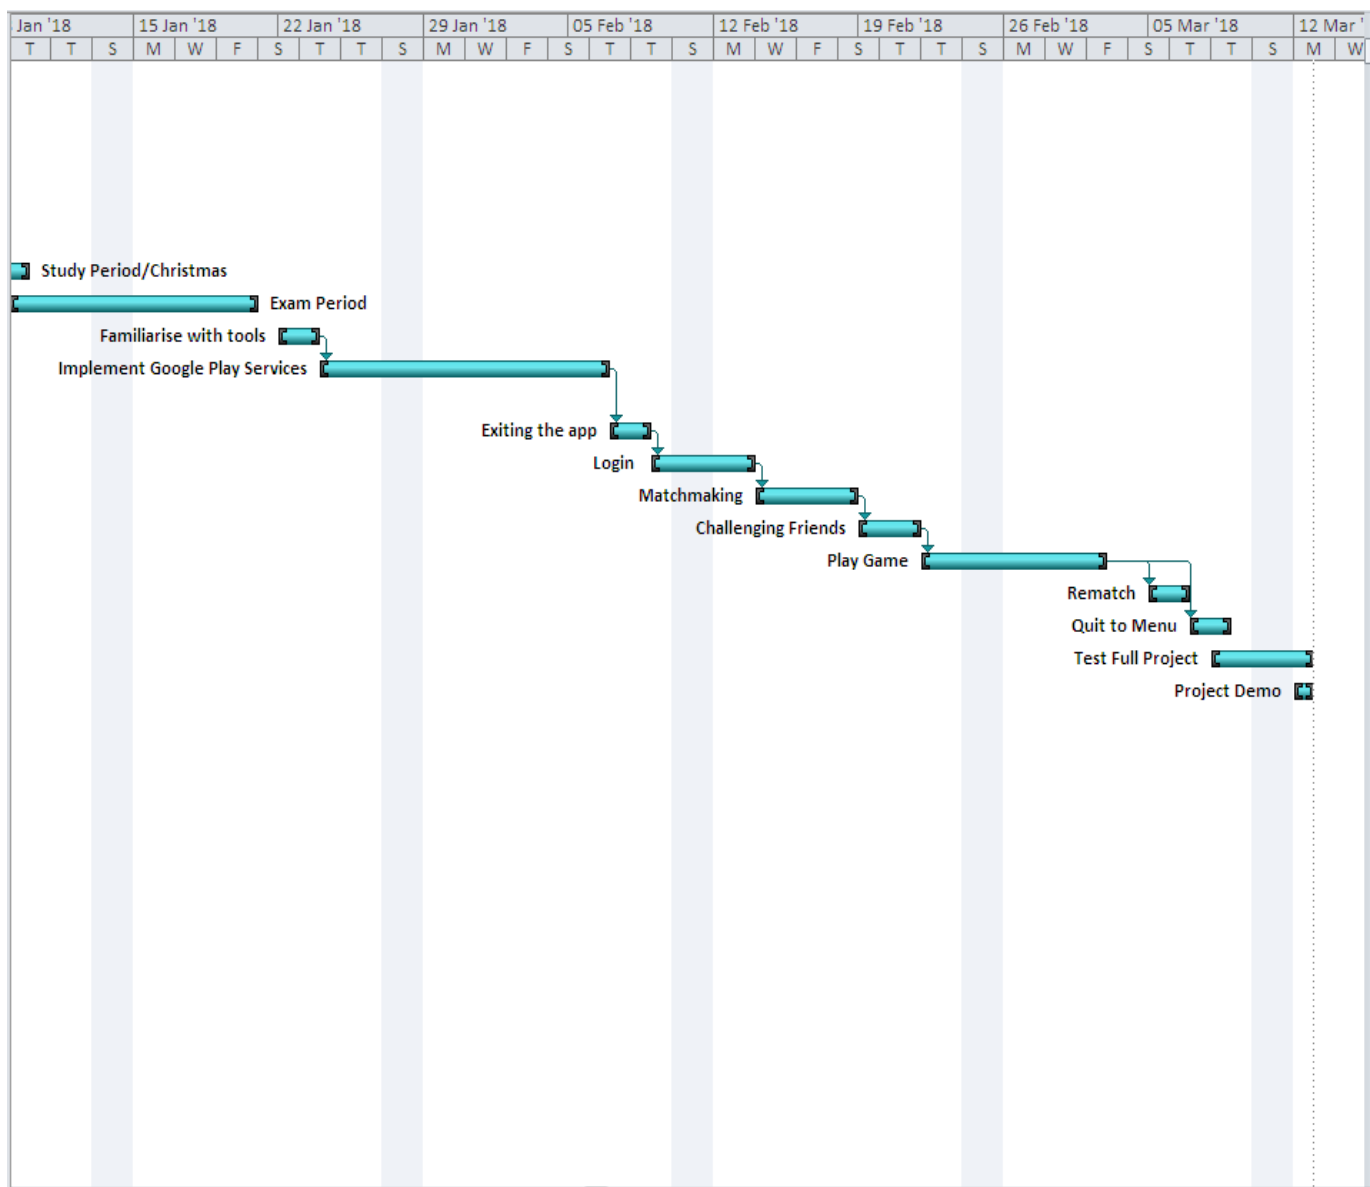 Jan '18 15 Jan '18 22 Jan '18 29 Jan '18 05 Feb '18 12 Feb '18 19 Feb '18 26 Feb '18 05 Mar '18 12 Mar '
T T S M W F S T T S M W F S T T S M W F S T T S M W F S T T S M W
Study Period/Christmas
Exam Period
Familiarise with tools
Implement Google Play Services
Exiting the app
Login
Matchmaking
Challenging Friends
Play Game
Rematch
Quit to Menu
Test Full Project
Project Demo